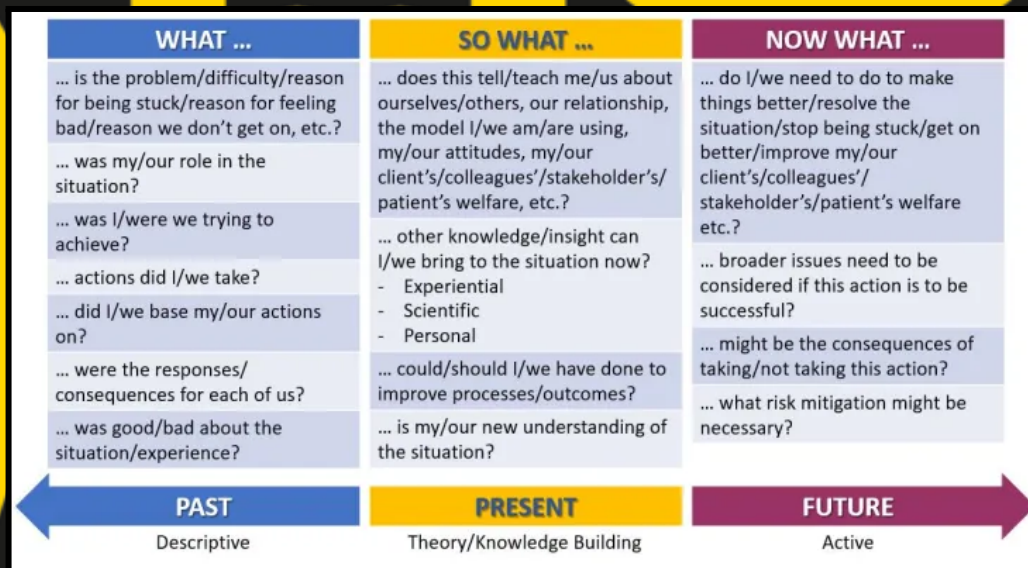 WHAT ...
... is the problem/difficulty/reason
for being stuck/reason for feeling
bad/reason we don't get on, etc.?
... was my/our role in the
situation?
... was I/were we trying to
achieve?
... actions did I/we take?
... did I/we base my/our actions
on?
... were the responses/
consequences for each of us?
... was good/bad about the
situation/experience?
PAST
Descriptive
SO WHAT ...
... does this tell/teach me/us about
ourselves/others, our relationship,
the model I/we am/are using,
my/our attitudes, my/our
client's/colleagues'/stakeholder's/
patient's welfare, etc.?
... other knowledge/insight can
I/we bring to the situation now?
- Experiential
- Scientific
- Personal
... could/should I/we have done to
improve processes/outcomes?
... is my/our new understanding of
the situation?
PRESENT
Theory/Knowledge Building
NOW WHAT ...
... do I/we need to do to make
things better/resolve the
situation/stop being stuck/get on
better/improve my/our
client's/colleagues'/
stakeholder's/patient's welfare
etc.?
... broader issues need to be
considered if this action is to be
successful?
... might be the consequences of
taking/not taking this action?
... what risk mitigation might be
necessary?
FUTURE
Active